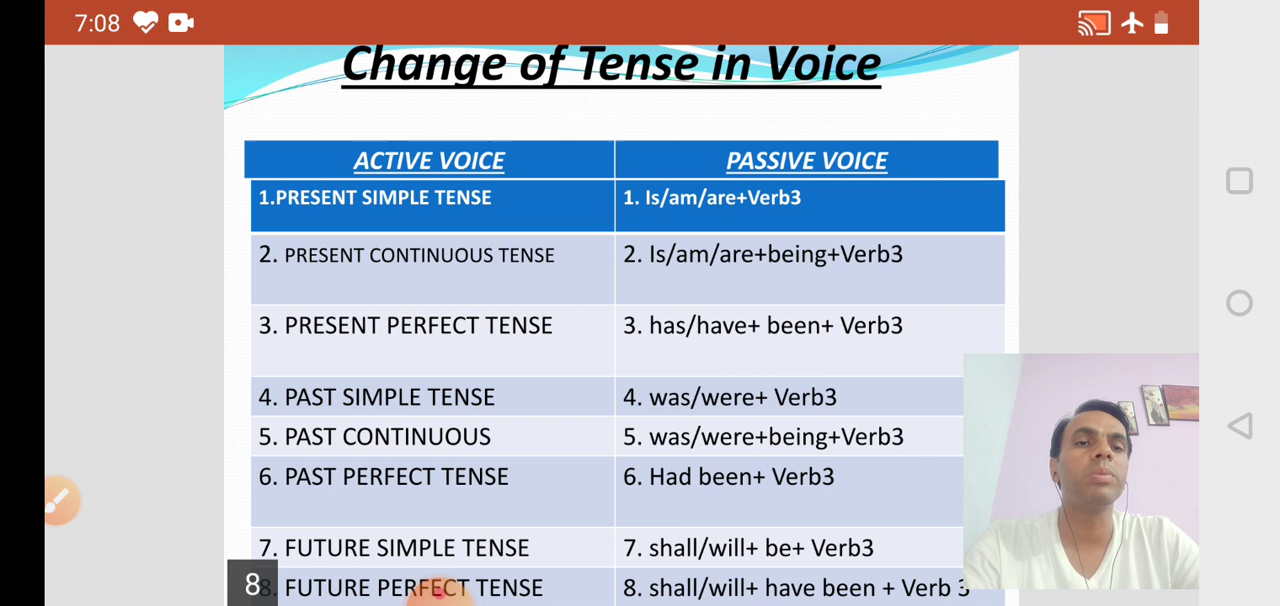 7:08
Change of Tense in Voice
ACTIVE VOICE PASSIVE VOICE
1.PRESENT SIMPLE TENSE 1. Is/am/are+Verb3
2. PRESENT CONTINUOUS TENSE 2. Is/am/are+being+Verb3
3. PRESENT PERFECT TENSE 3. has/have+ been+ Verb3
4. PAST SIMPLE TENSE 4. was/were+ Verb3
5. PAST CONTINUOUS 5. was/were+being+Verb3
6. PAST PERFECT TENSE 6. Had been+ Verb3
7. FUTURE SIMPLE TENSE 7. shall/will+ be+ Verb3
8. FUTURE PERFECT TENSE 8. shall/will+ have been + Verb 3
8